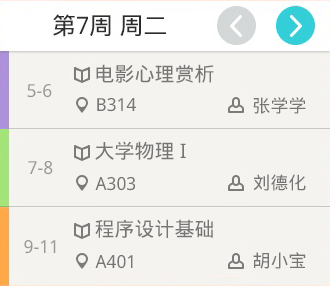 第7周 周二
5-6
电影心理赏析
B314 张学学
7-8
大学物理 I
A303 刘德化
9-11
程序设计基础
A401 胡小宝